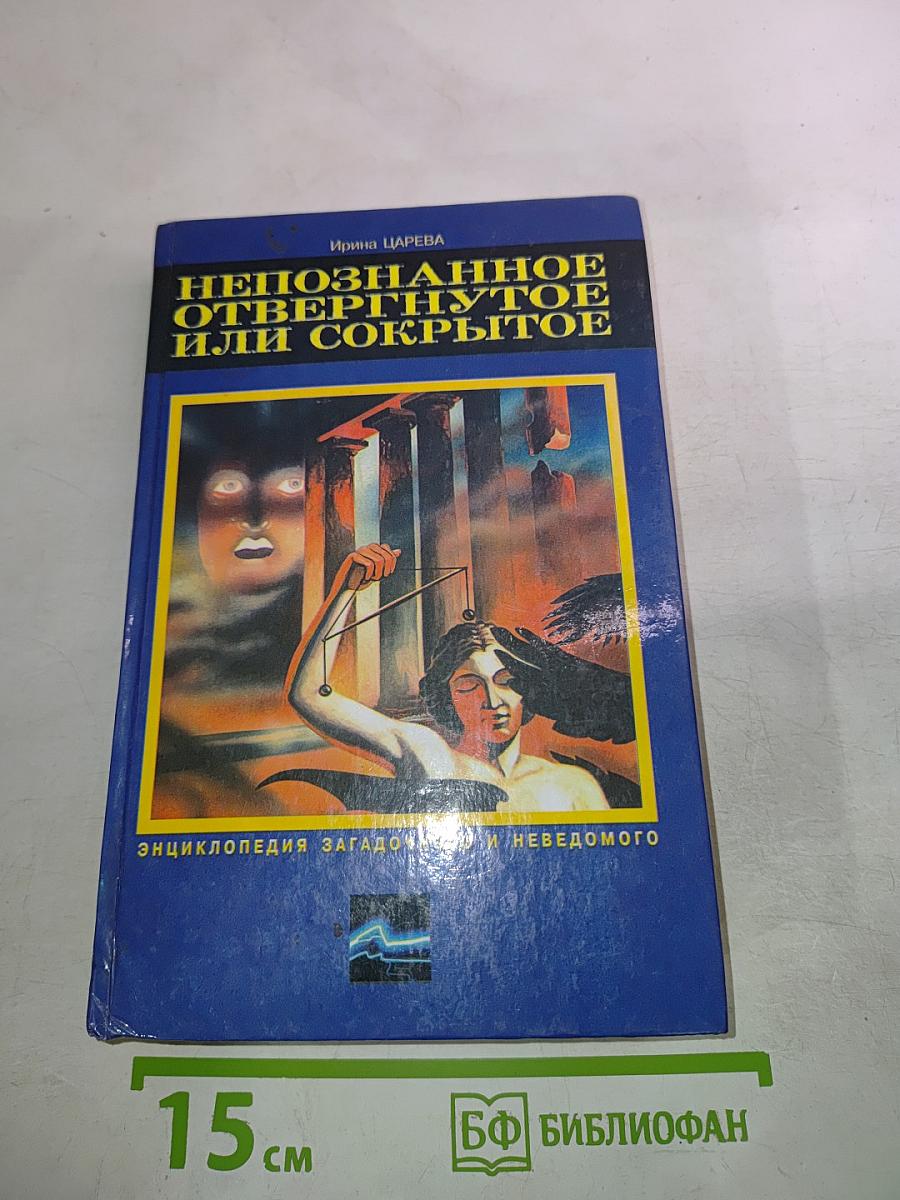 Ирина ЦАРЕВА
НЕПОЗНАННОЕ
ОТВЕРГНУТОЕ
ИЛИ СОКРЫТОЕ
ЭНЦИКЛОПЕДИЯ И НЕВЕДОМОГО
15 см
БФ БИБЛИОФАН